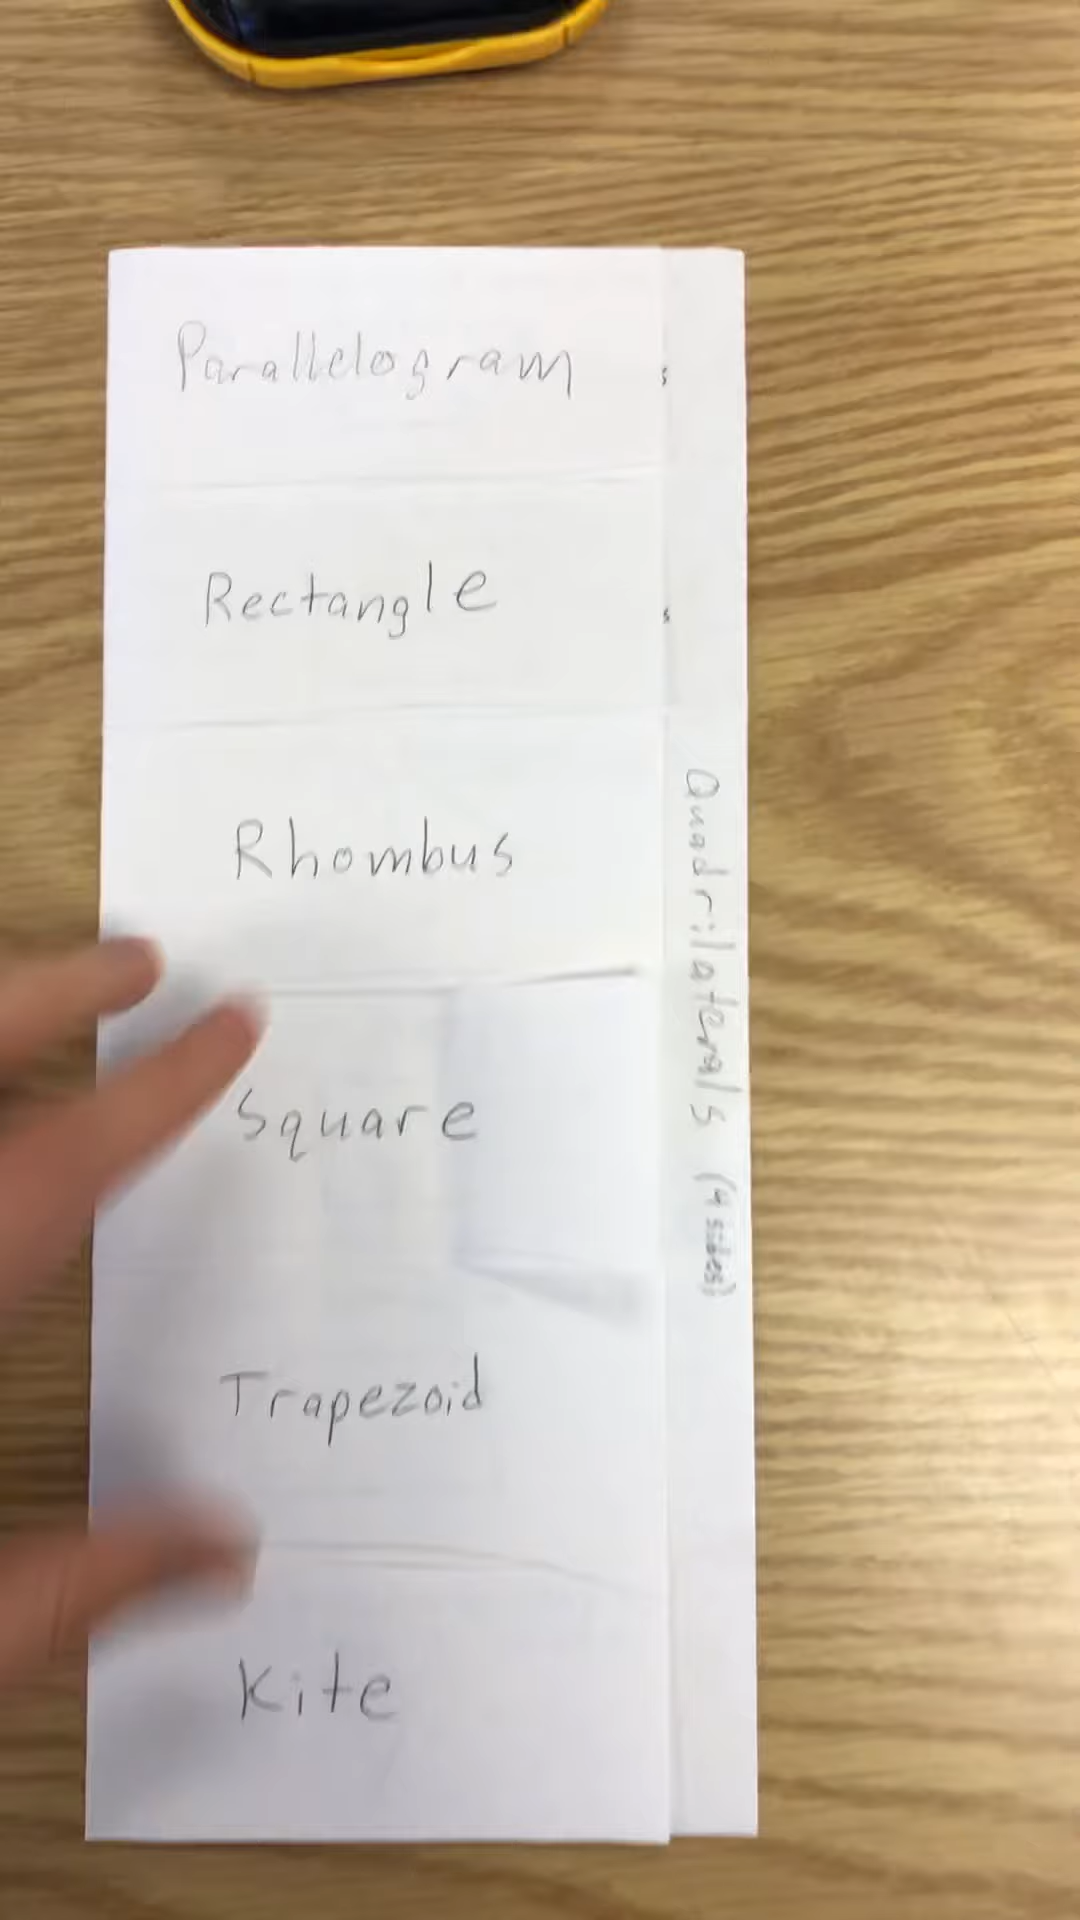 Parallelogram
Rectangle
Rhombus
Square
Trapezoid
Kite
Quadrilaterals (4 sides)